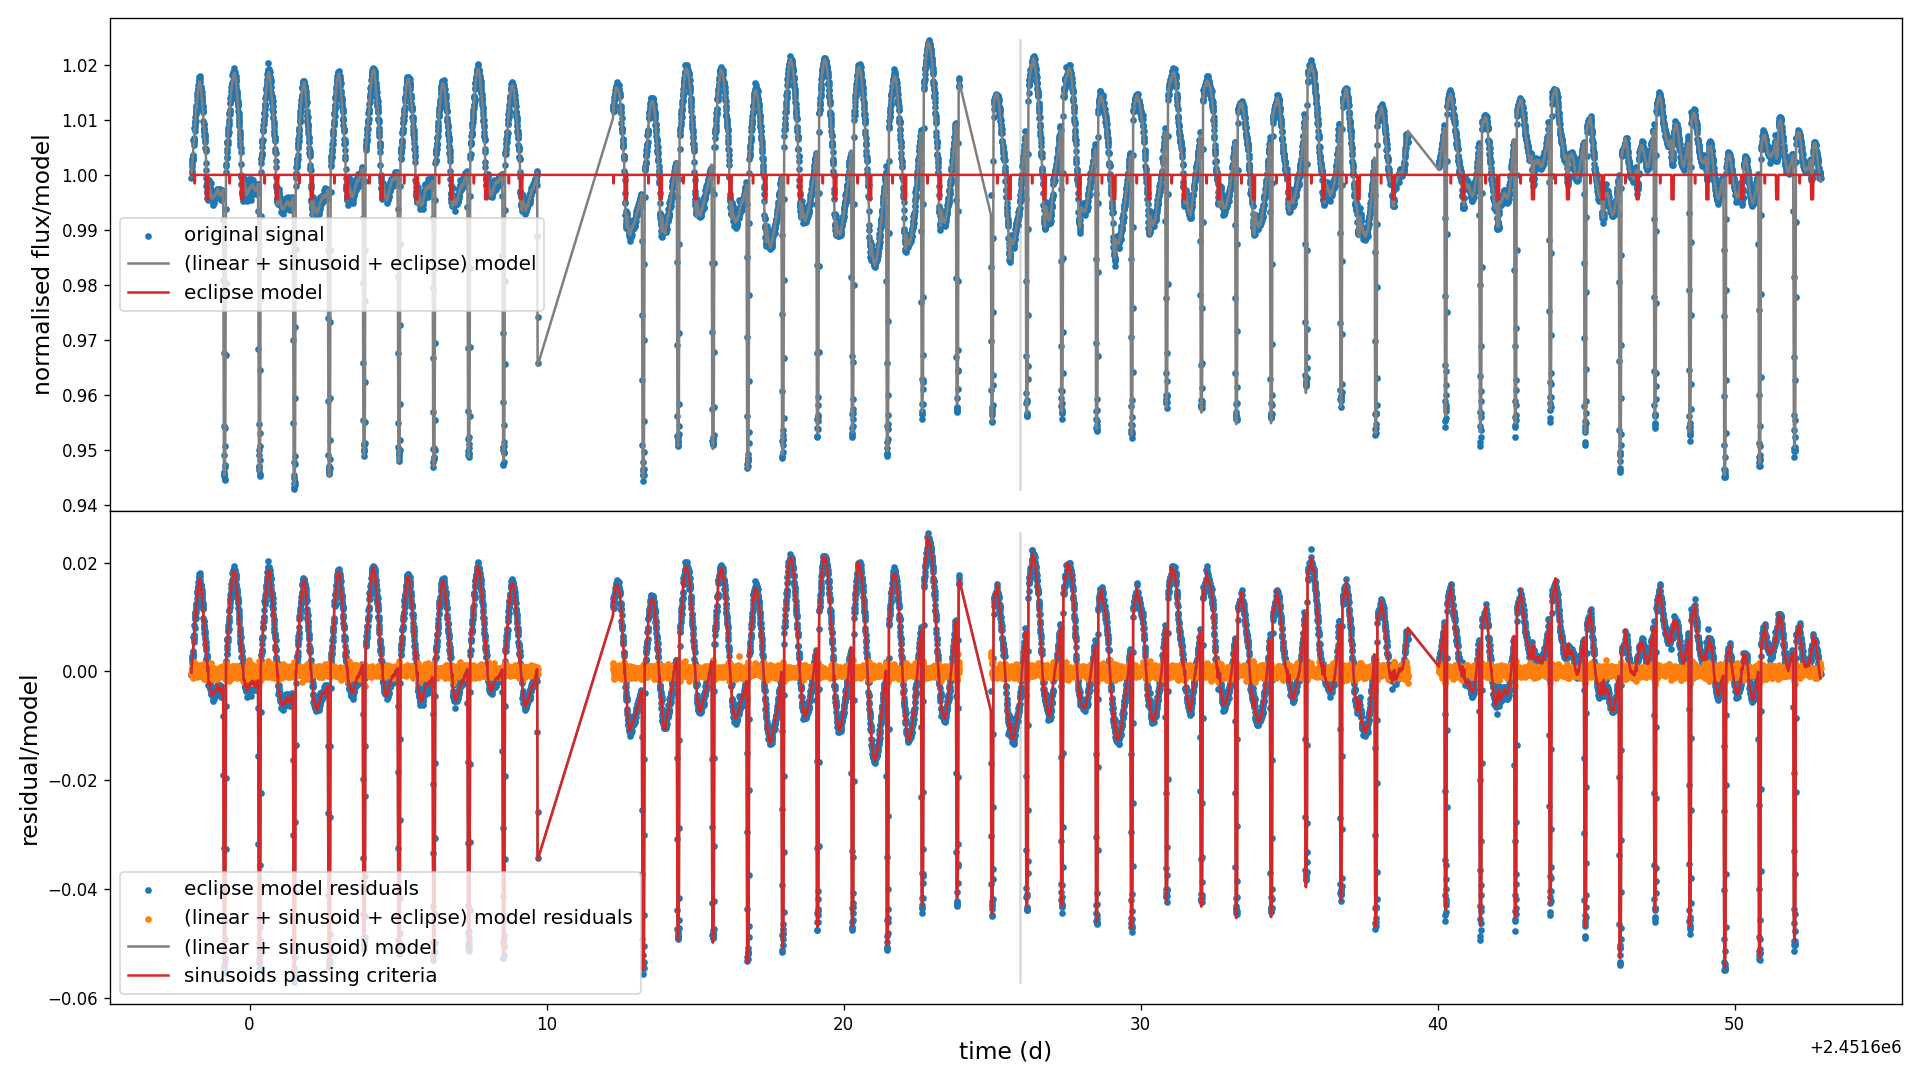 1.02
1.01
1.00
0.99
0.98
0.97
0.96
0.95
0.94
normalised flux/model
original signal
(linear + sinusoid + eclipse) model
eclipse model
0.02
0.00
−0.02
−0.04
−0.06
residual/model
eclipse model residuals
(linear + sinusoid + eclipse) model residuals
(linear + sinusoid) model
sinusoids passing criteria
0 10 20 30 40 50
time (d)
+2.4516e6